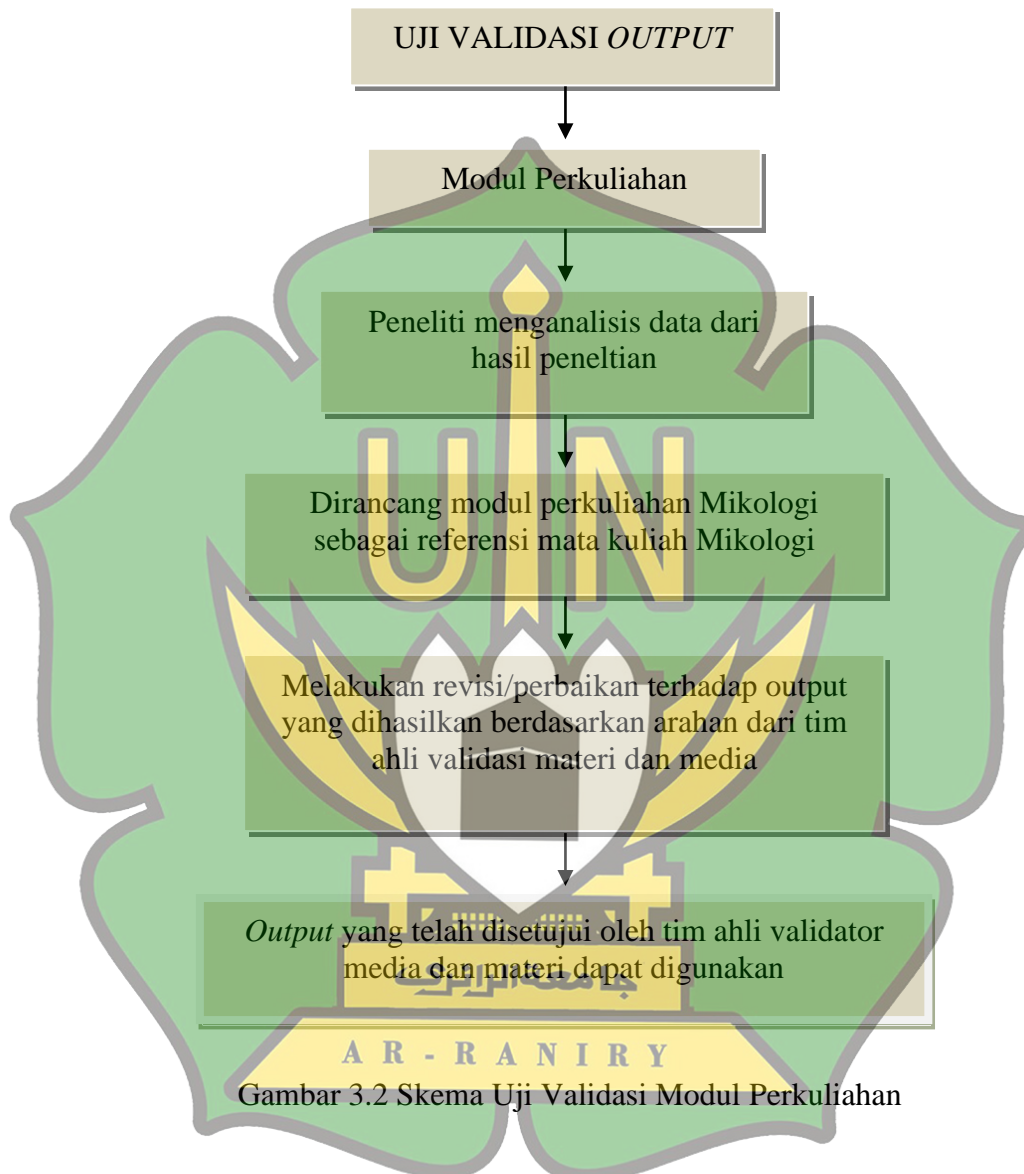 UJI VALIDASI OUTPUT
Modul Perkuliahan
Peneliti menganalisis data dari
hasil peneltian
UIN
Dirancang modul perkuliahan Mikologi
sebagai referensi mata kuliah Mikologi
Melakukan revisi/perbaikan terhadap output
yang dihasilkan berdasarkan arahan dari tim
ahli validasi materi dan media
Output yang telah disetujui oleh tim ahli validator
media dan materi dapat digunakan
جامعة الرانري
AR-RANIRY
Gambar 3.2 Skema Uji Validasi Modul Perkuliahan